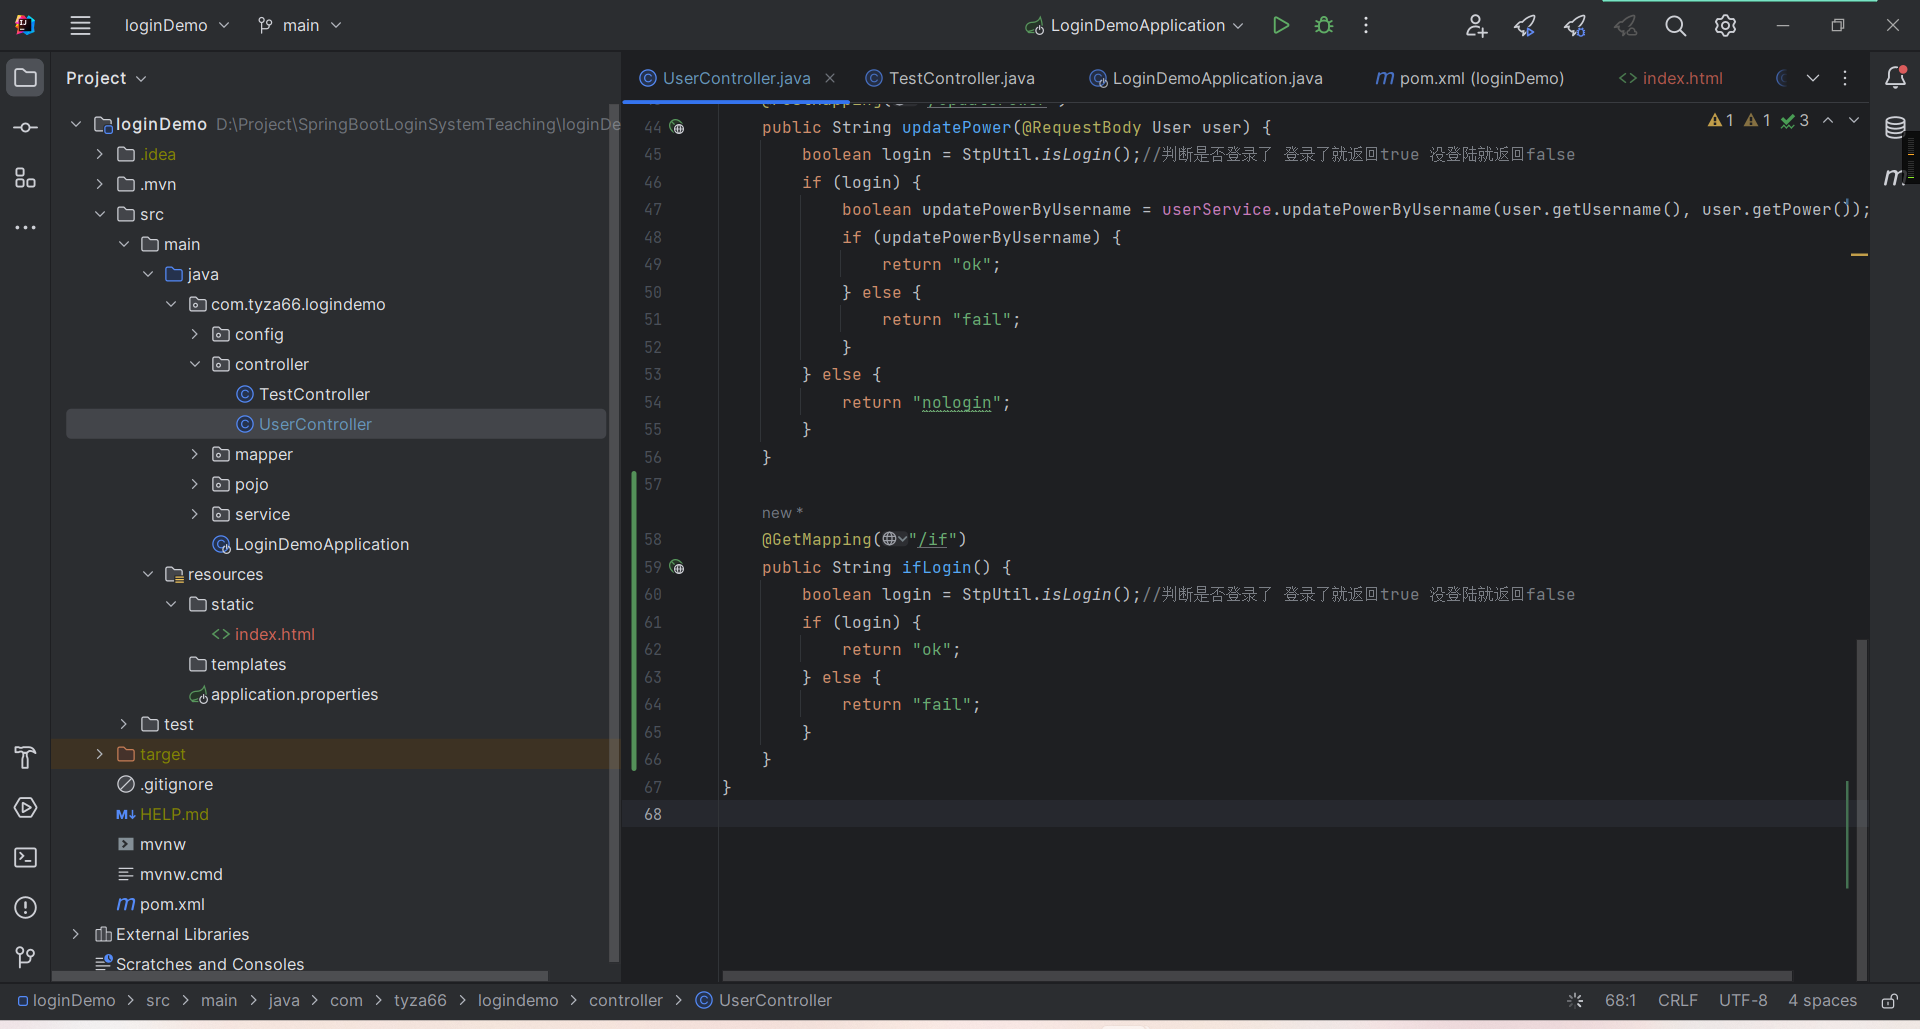 loginDemo main LoginDemoApplication
Project
UserController.java TestController.java LoginDemoApplication.java pom.xml (loginDemo) index.html
loginDemo D:\Project\SpringBootLoginSystemTeaching\loginDe
.idea
.mvn
src
main
java
com.tyza66.logindemo
config
controller
TestController
UserController
mapper
pojo
service
LoginDemoApplication
resources
static
index.html
templates
application.properties
test
target
.gitignore
HELP.md
mvnw
mvnw.cmd
pom.xml
External Libraries
Scratches and Consoles
1 1 3
44 public String updatePower(@RequestBody User user) {
45 boolean login = StpUtil.isLogin();//判断是否登录了 登录了就返回true 没登陆就返回false
46 if (login) {
47 boolean updatePowerByUsername = userService.updatePowerByUsername(user.getUsername(), user.getPower());
48 if (updatePowerByUsername) {
49 return "ok";
50 } else {
51 return "fail";
52 }
53 } else {
54 return "nologin";
55 }
56 }
57
new *
58 @GetMapping("/if")
59 public String ifLogin() {
60 boolean login = StpUtil.isLogin();//判断是否登录了 登录了就返回true 没登陆就返回false
61 if (login) {
62 return "ok";
63 } else {
64 return "fail";
65 }
66 }
67 }
68
loginDemo > src > main > java > com > tyza66 > logindemo > controller > UserController
68:1 CRLF UTF-8 4 spaces